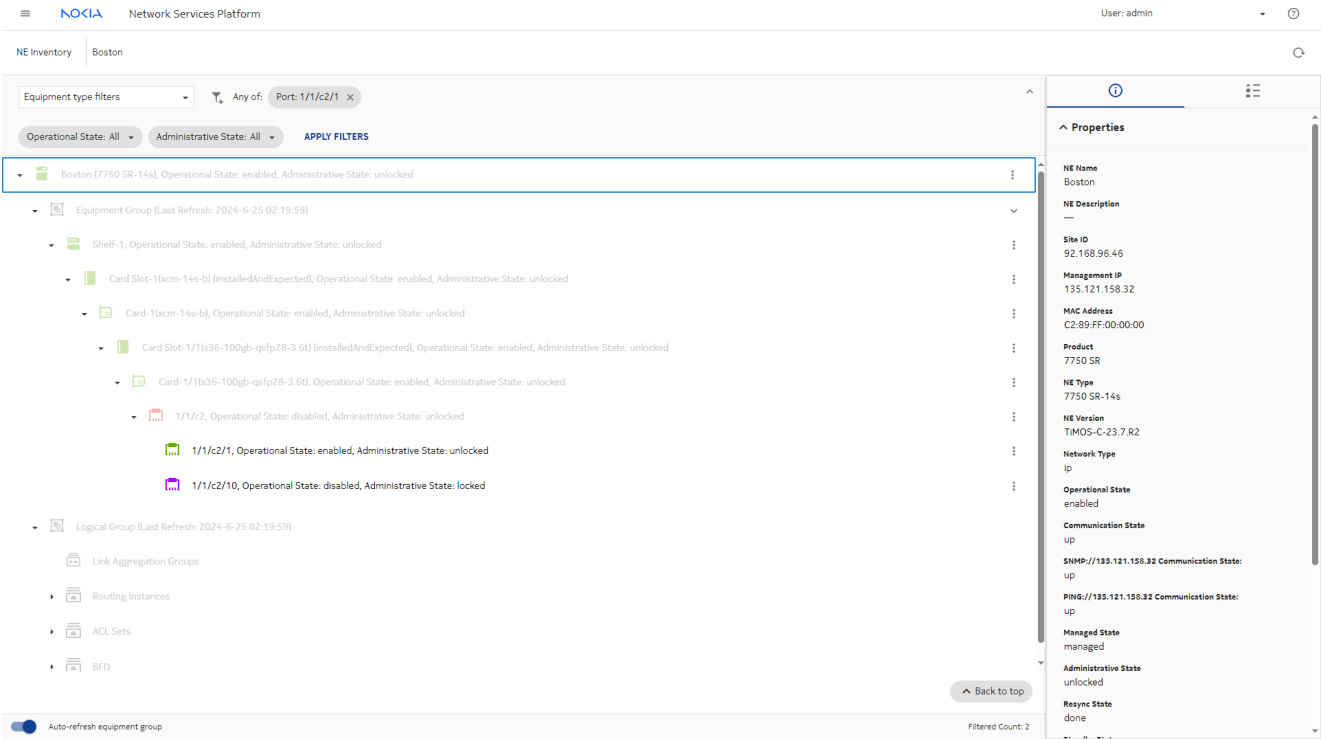 NOKIA Network Services Platform User: admin
NE Inventory Boston
Equipment type filters Any of: Port: 1/1/c2/1
Operational State: All Administrative State: All APPLY FILTERS
Boston (7750 SR-14s), Operational State: enabled, Administrative State: unlocked
Equipment Group (Last Refresh: 2024-6-25 02:19:59)
Shelf-1, Operational State: enabled, Administrative State: unlocked
Card Slot-1(xcm-14s-b) (installedAndExpected), Operational State: enabled, Administrative State: unlocked
Card-1(xcm-14s-b), Operational State: enabled, Administrative State: unlocked
Card Slot-1/1(s36-100gb-qsfp28-3.6t) (installedAndExpected), Operational State: enabled, Administrative State: unlocked
Card-1/1(s36-100gb-qsfp28-3.6t), Operational State: enabled, Administrative State: unlocked
1/1/c2, Operational State: disabled, Administrative State: unlocked
1/1/c2/1, Operational State: enabled, Administrative State: unlocked
1/1/c2/10, Operational State: disabled, Administrative State: locked
Logical Group (Last Refresh: 2024-6-25 02:19:59)
Link Aggregation Groups
Routing Instances
ACL Sets
BFD
Back to top
Auto-refresh equipment group Filtered Count: 2
Properties
NE Name
Boston
NE Description
—
Site ID
92.168.96.46
Management IP
135.121.158.32
MAC Address
C2:89:FF:00:00:00
Product
7750 SR
NE Type
7750 SR-14s
NE Version
TiMOS-C-23.7.R2
Network Type
ip
Operational State
enabled
Communication State
up
SNMP://135.121.158.32 Communication State:
up
PING://135.121.158.32 Communication State:
up
Managed State
managed
Administrative State
unlocked
Resync State
done